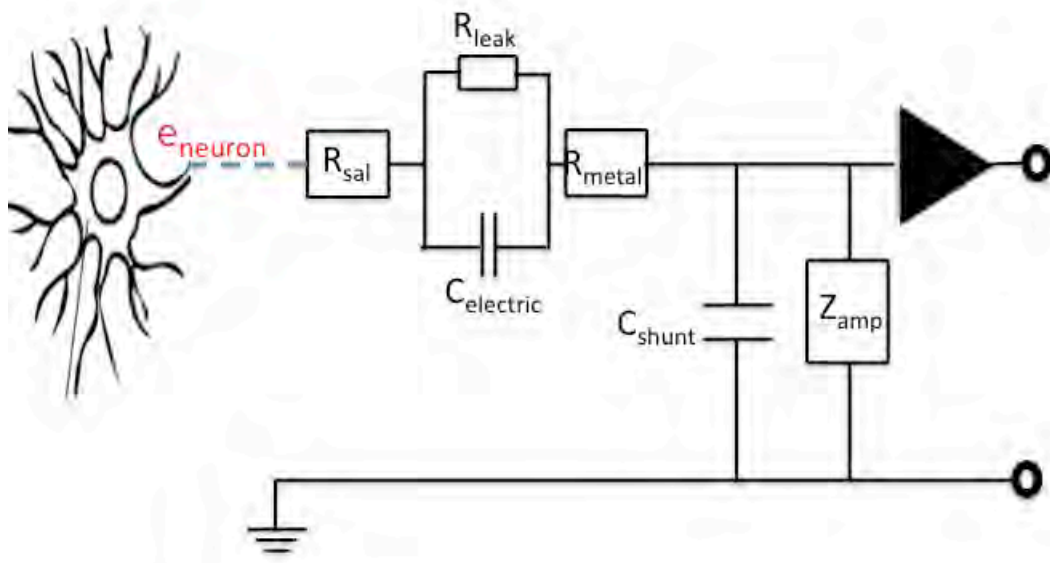 R_leak
e_neuron
R_sal
R_metal
C_electric
C_shunt
Z_amp